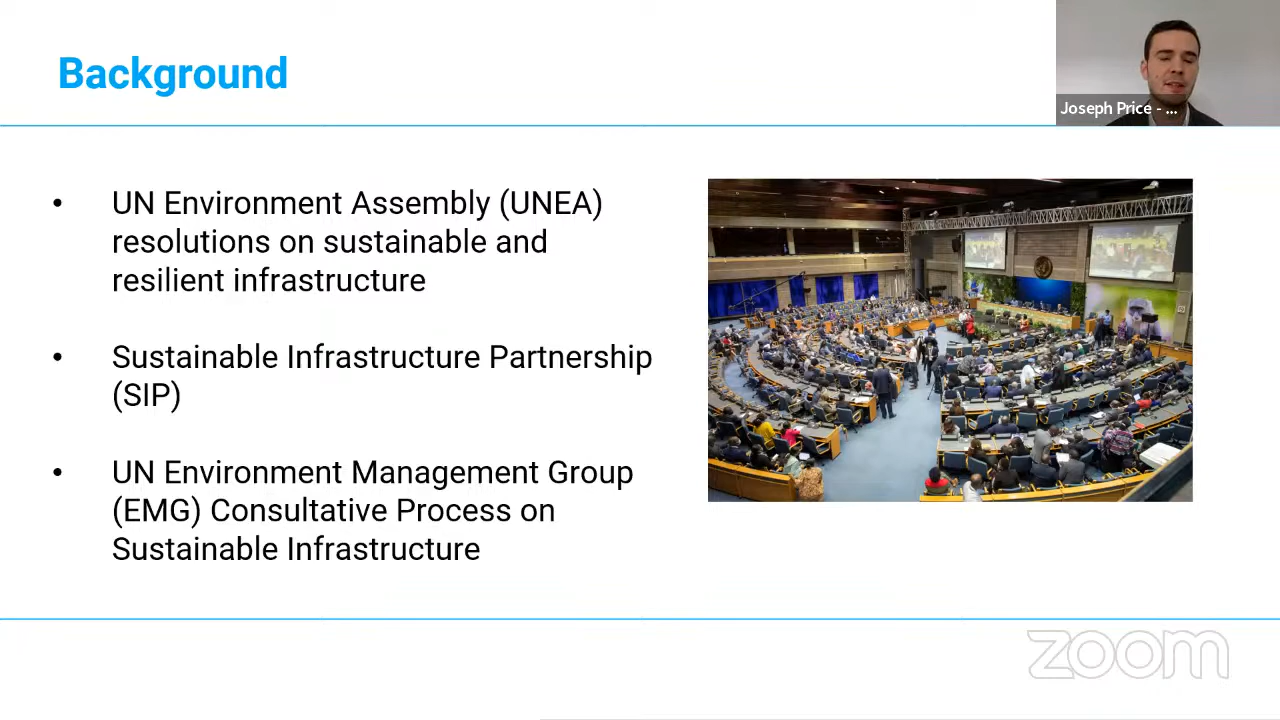 Background
Joseph Price - ...
• UN Environment Assembly (UNEA)
resolutions on sustainable and
resilient infrastructure
• Sustainable Infrastructure Partnership
(SIP)
• UN Environment Management Group
(EMG) Consultative Process on
Sustainable Infrastructure
zoom